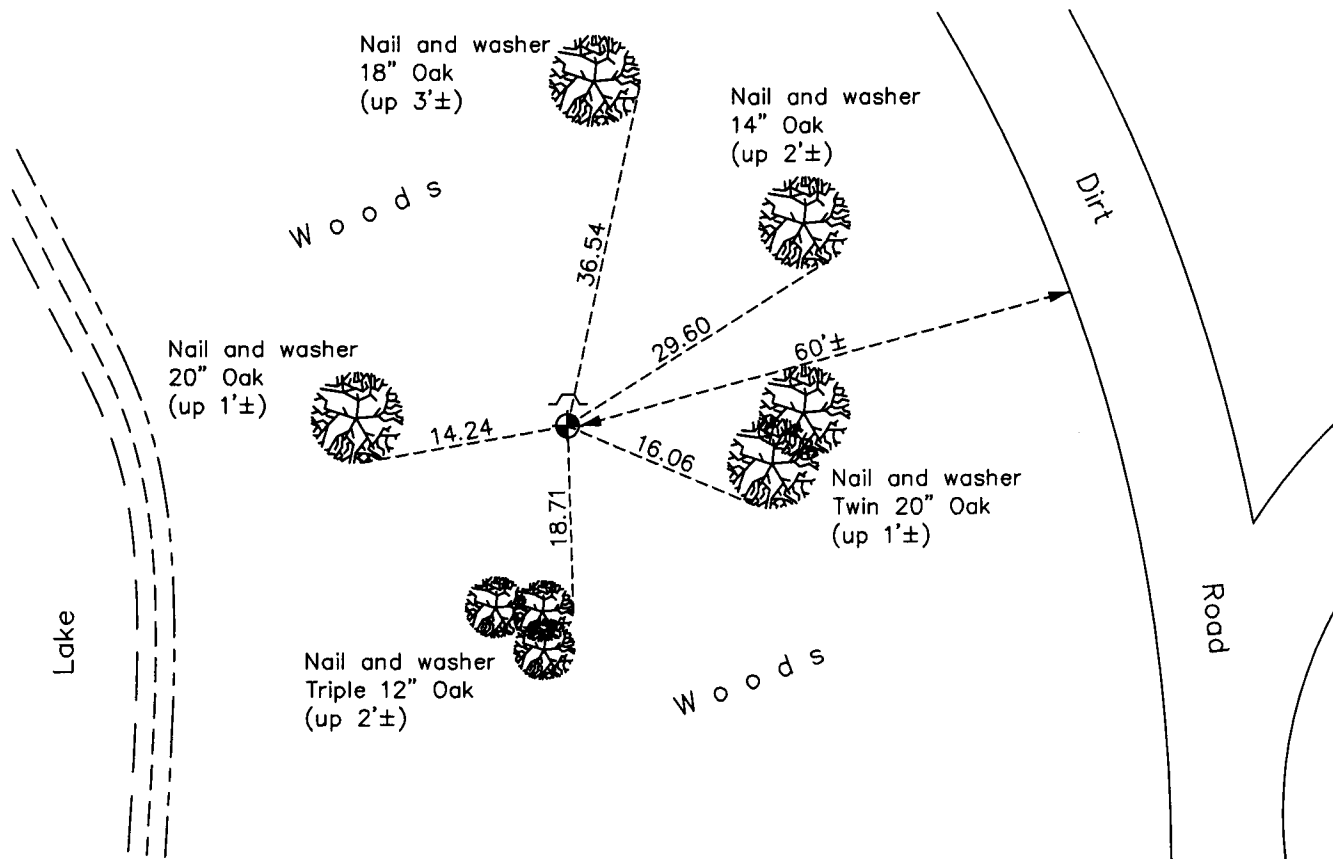 Nail and washer
18" Oak
(up 3'±)
Nail and washer
14" Oak
(up 2'±)
Dirt
Woods
36.54
29.60
60'±
Nail and washer
20" Oak
(up 1'±)
14.24
16.06
18.71
Nail and washer
Twin 20" Oak
(up 1'±)
Lake
Road
Nail and washer
Triple 12" Oak
(up 2'±)
Woods